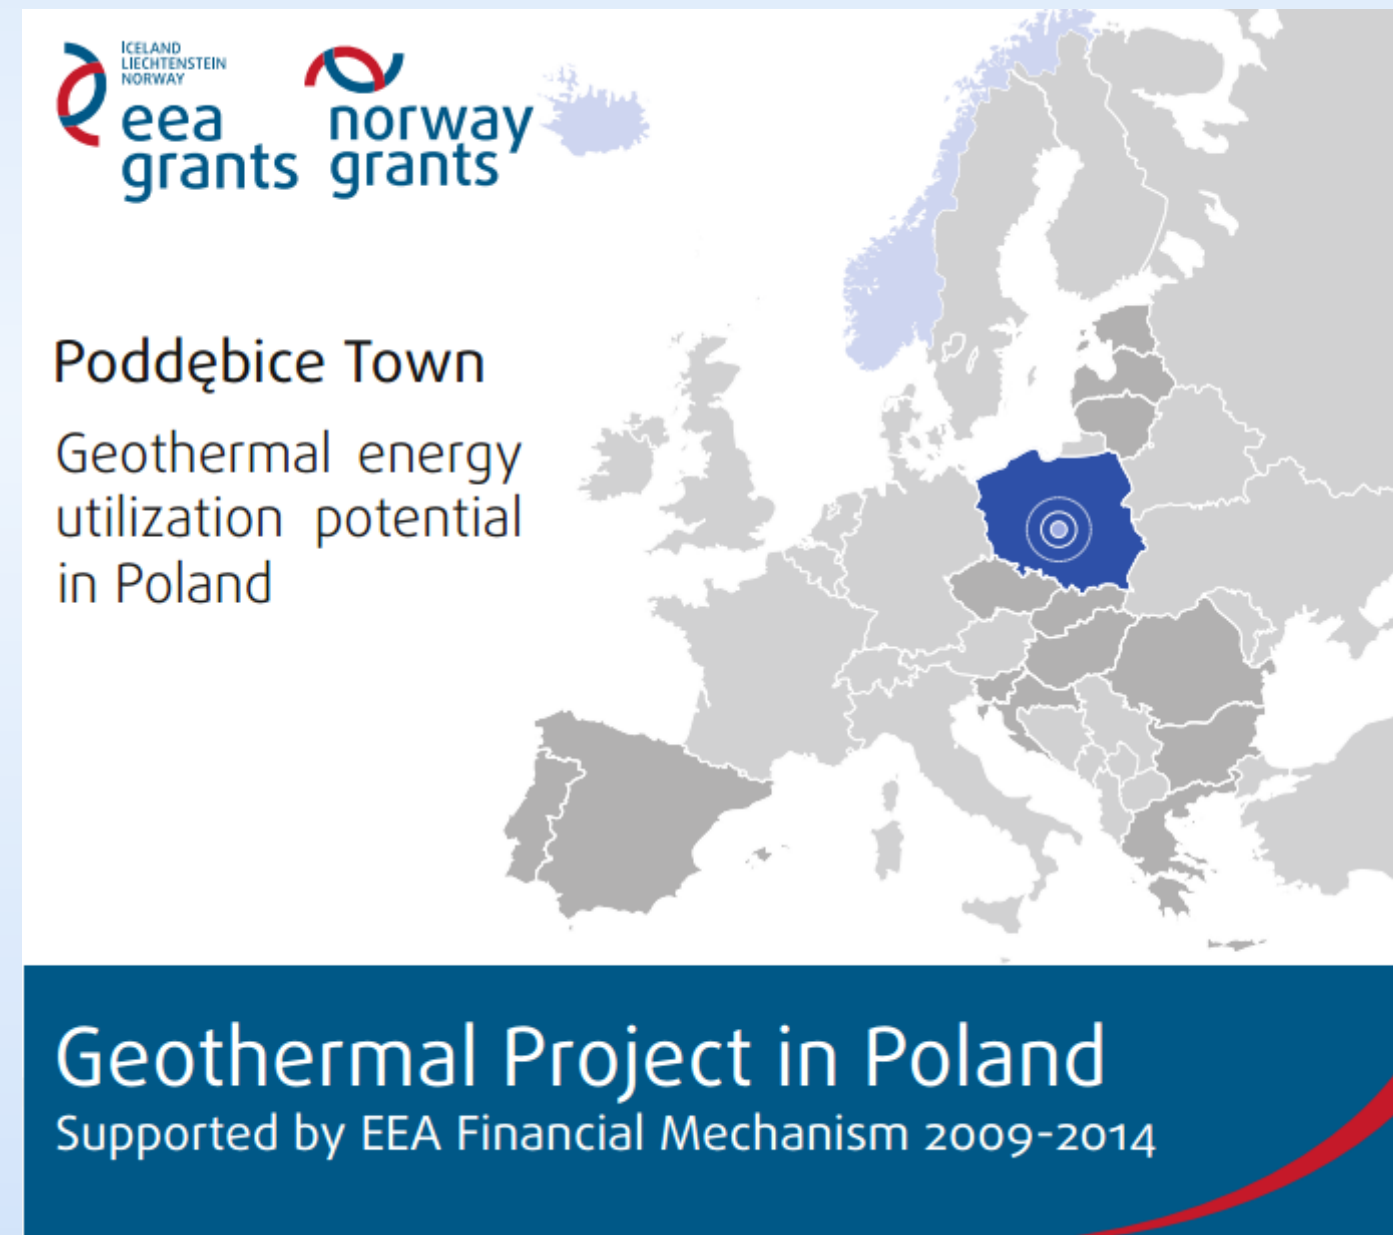 ICELAND
LIECHTENSTEIN
NORWAY
eea
grants
norway
grants
Poddębice Town
Geothermal energy
utilization potential
in Poland
Geothermal Project in Poland
Supported by EEA Financial Mechanism 2009-2014